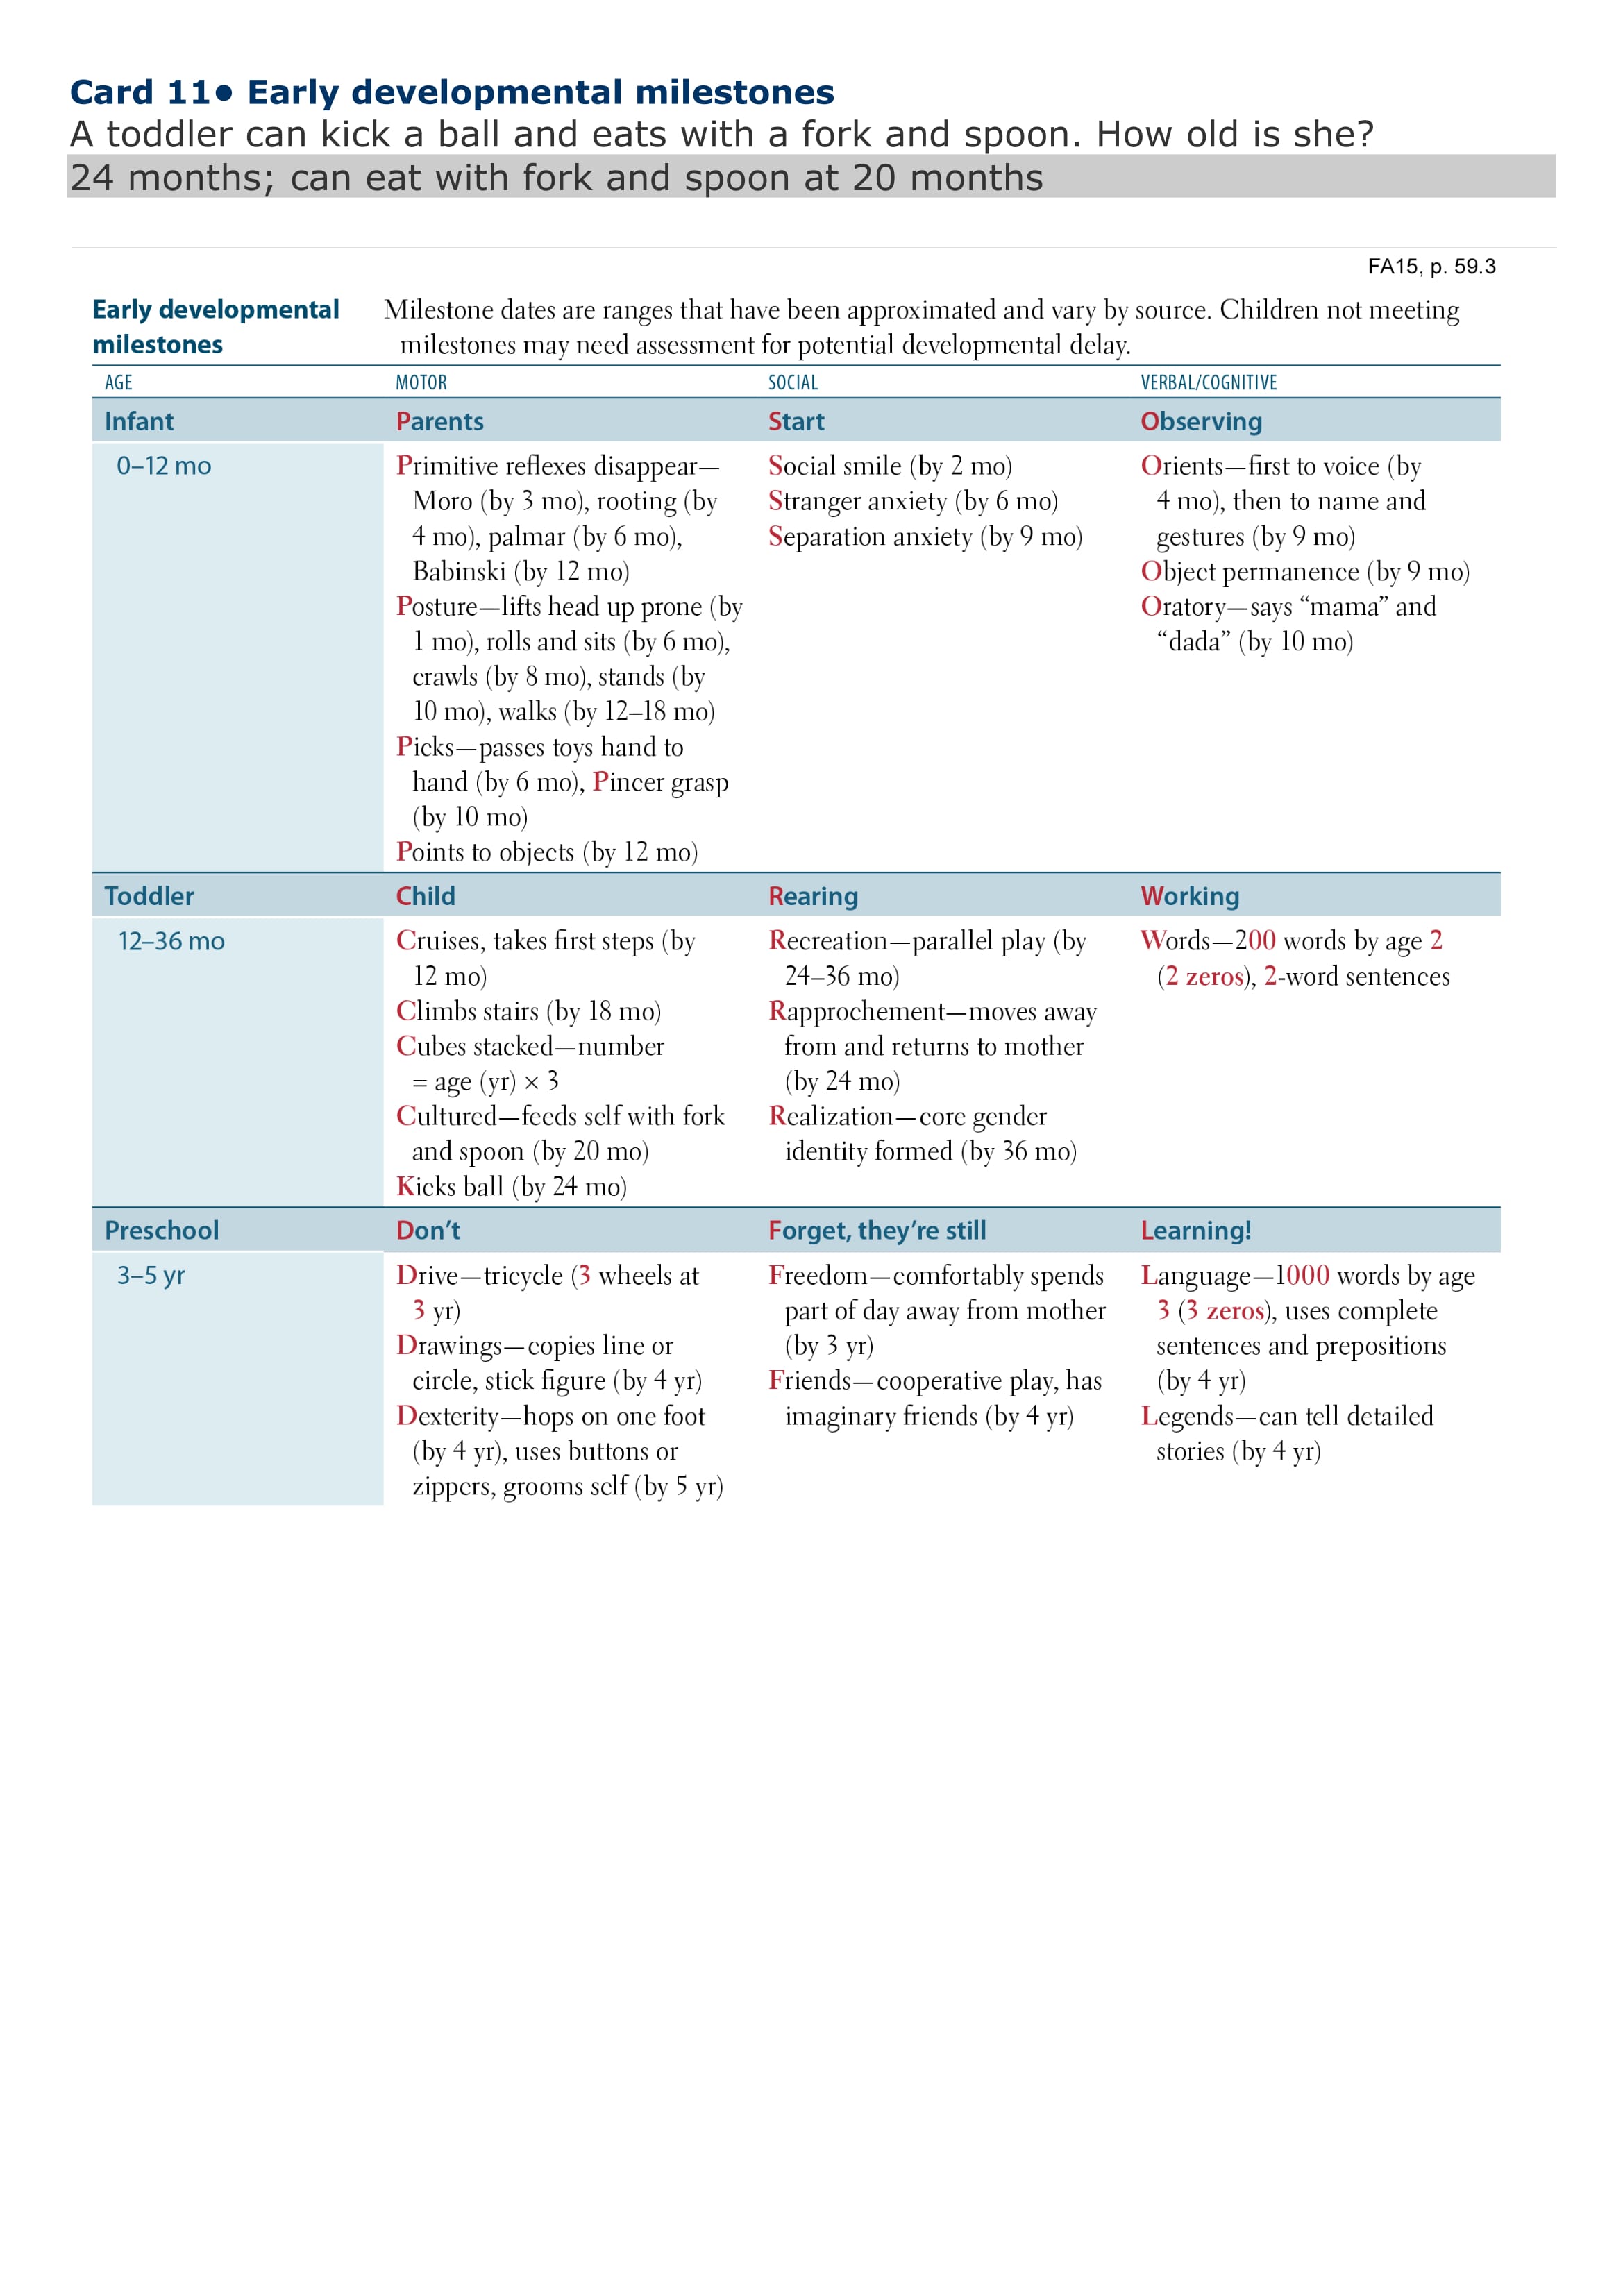 Card 11● Early developmental milestones
A toddler can kick a ball and eats with a fork and spoon. How old is she?
24 months; can eat with fork and spoon at 20 months
FA15, p. 59.3
Early developmental
milestones
Milestone dates are ranges that have been approximated and vary by source. Children not meeting
milestones may need assessment for potential developmental delay.
AGE MOTOR SOCIAL VERBAL/COGNITIVE
Infant Parents Start Observing
0–12 mo
Primitive reflexes disappear—
Moro (by 3 mo), rooting (by
4 mo), palmar (by 6 mo),
Babinski (by 12 mo)
Posture—lifts head up prone (by
1 mo), rolls and sits (by 6 mo),
crawls (by 8 mo), stands (by
10 mo), walks (by 12–18 mo)
Picks—passes toys hand to
hand (by 6 mo), Pincer grasp
(by 10 mo)
Points to objects (by 12 mo)
Social smile (by 2 mo)
Stranger anxiety (by 6 mo)
Separation anxiety (by 9 mo)
Orients—first to voice (by
4 mo), then to name and
gestures (by 9 mo)
Object permanence (by 9 mo)
Oratory—says “mama” and
“dada” (by 10 mo)
Toddler Child Rearing Working
12–36 mo
Cruises, takes first steps (by
12 mo)
Climbs stairs (by 18 mo)
Cubes stacked—number
= age (yr) × 3
Cultured—feeds self with fork
and spoon (by 20 mo)
Kicks ball (by 24 mo)
Recreation—parallel play (by
24–36 mo)
Rapprochement—moves away
from and returns to mother
(by 24 mo)
Realization—core gender
identity formed (by 36 mo)
Words—200 words by age 2
(2 zeros), 2-word sentences
Preschool Don’t Forget, they’re still Learning!
3–5 yr
Drive—tricycle (3 wheels at
3 yr)
Drawings—copies line or
circle, stick figure (by 4 yr)
Dexterity—hops on one foot
(by 4 yr), uses buttons or
zippers, grooms self (by 5 yr)
Freedom—comfortably spends
part of day away from mother
(by 3 yr)
Friends—cooperative play, has
imaginary friends (by 4 yr)
Language—1000 words by age
3 (3 zeros), uses complete
sentences and prepositions
(by 4 yr)
Legends—can tell detailed
stories (by 4 yr)